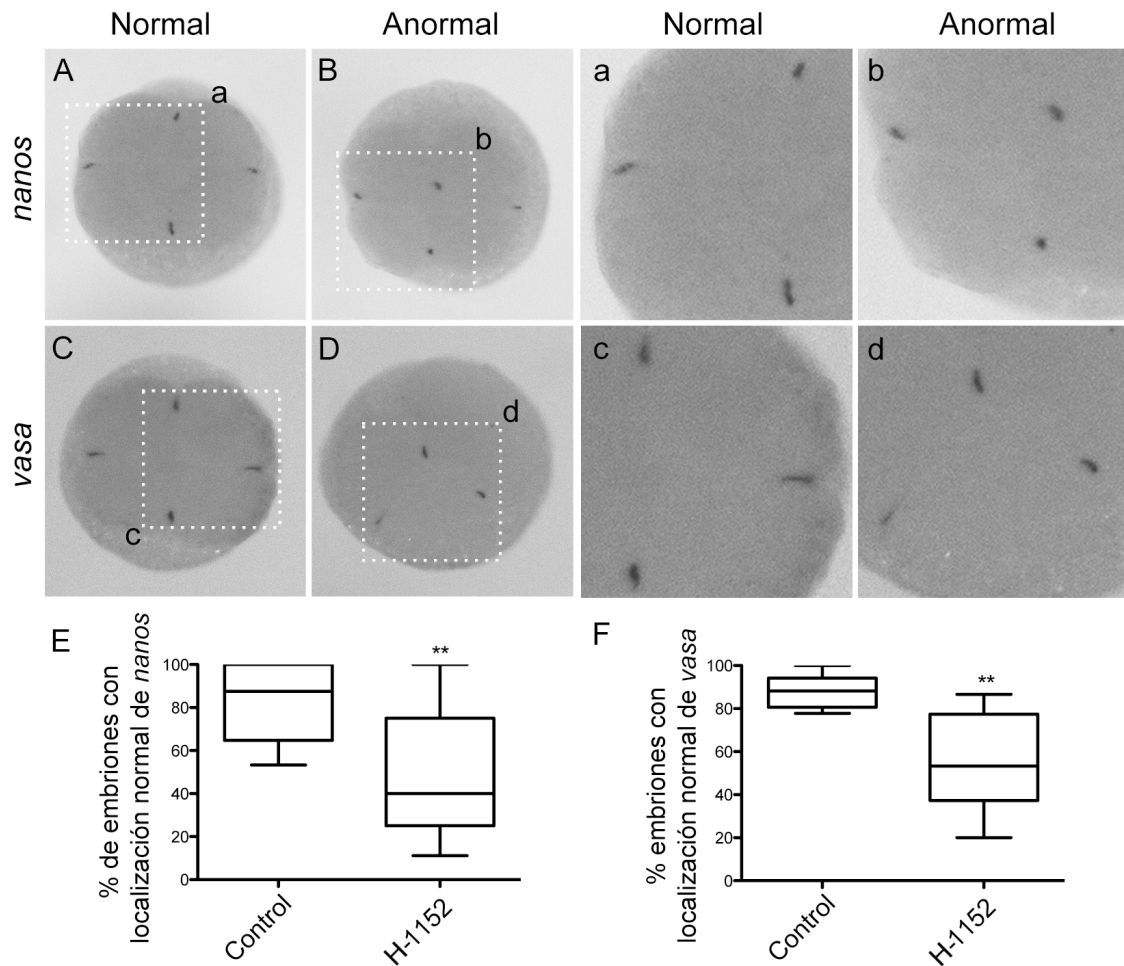 Normal
Anormal
Normal
Anormal
nanos
A
a
B
b
a
b
vasa
C
c
D
d
c
d
E
% de embriones con
localización normal de nanos
100
80
60
40
20
0
**
Control
H-1152
F
% embriones con
localización normal de vasa
100
80
60
40
20
0
**
Control
H-1152